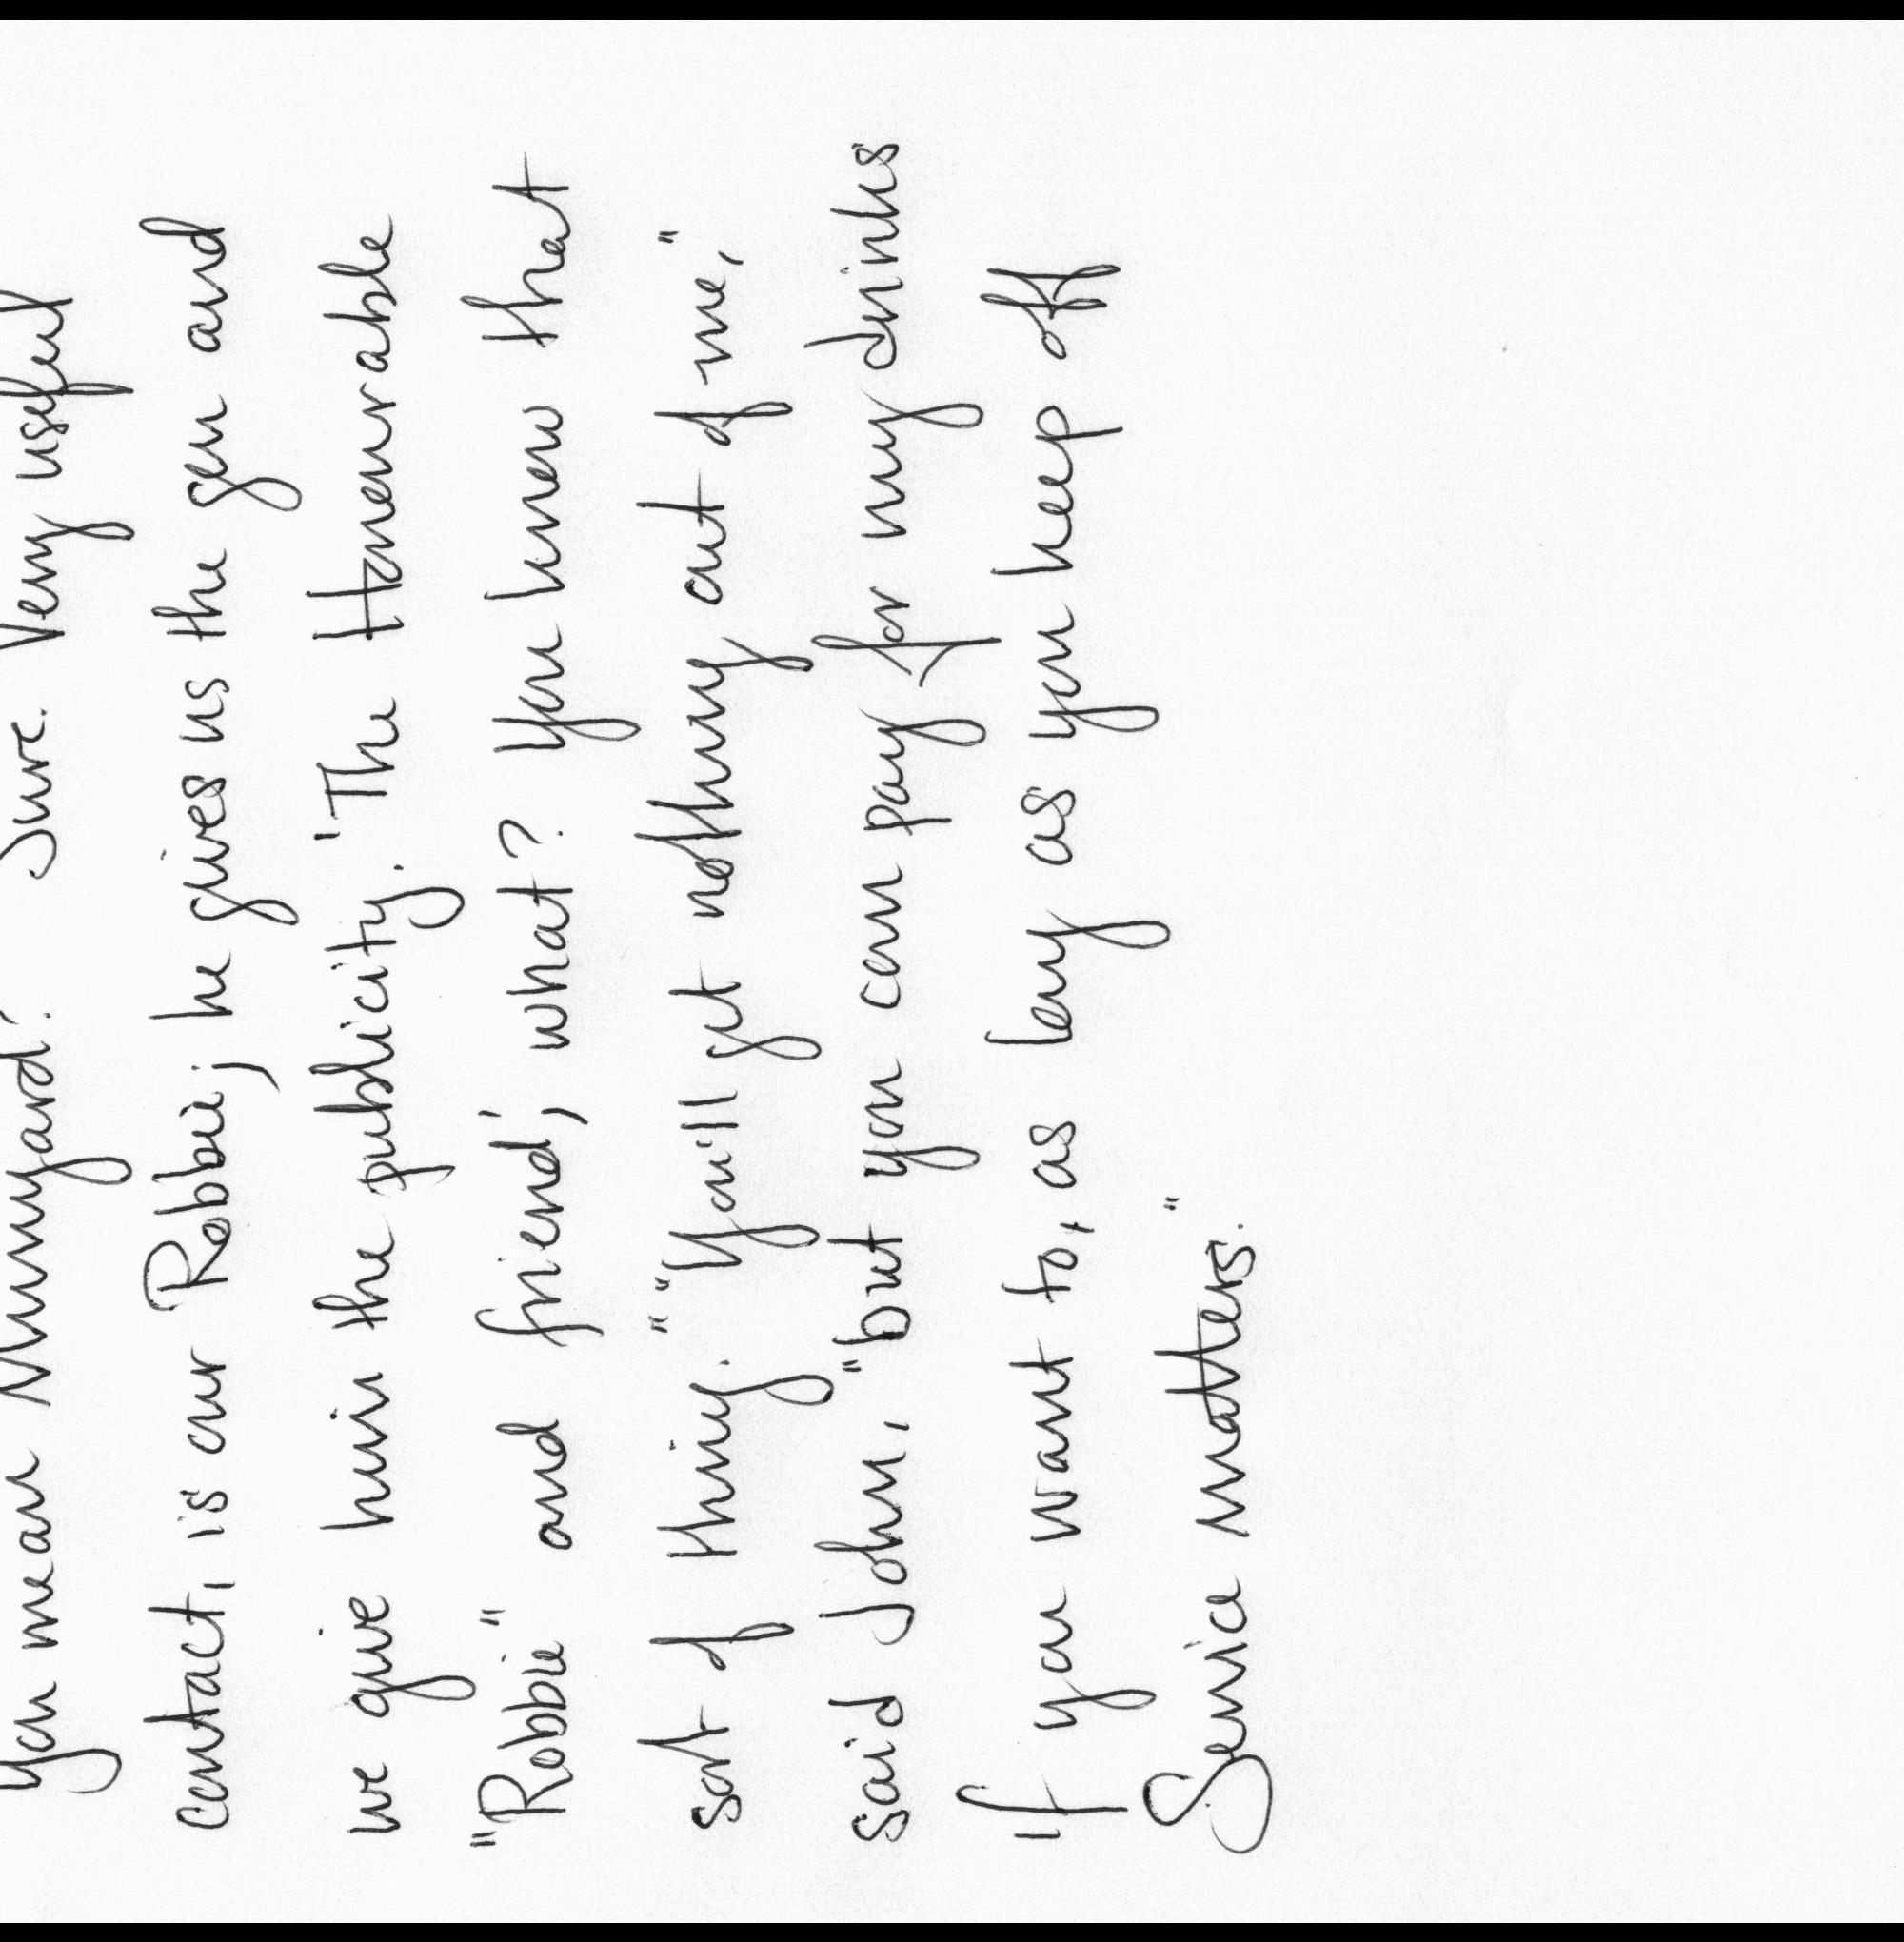 You mean Munyard? Sure. Very useful
contact, is our Robbie; he gives us the gen and
we give him the publicity. 'The Honourable
"Robbie" and friend', what? You know that
sort of thing." "You'll get nothing out of me,"
said John, "but you can pay for my drinks
if you want to, as long as you keep off
Service matters."